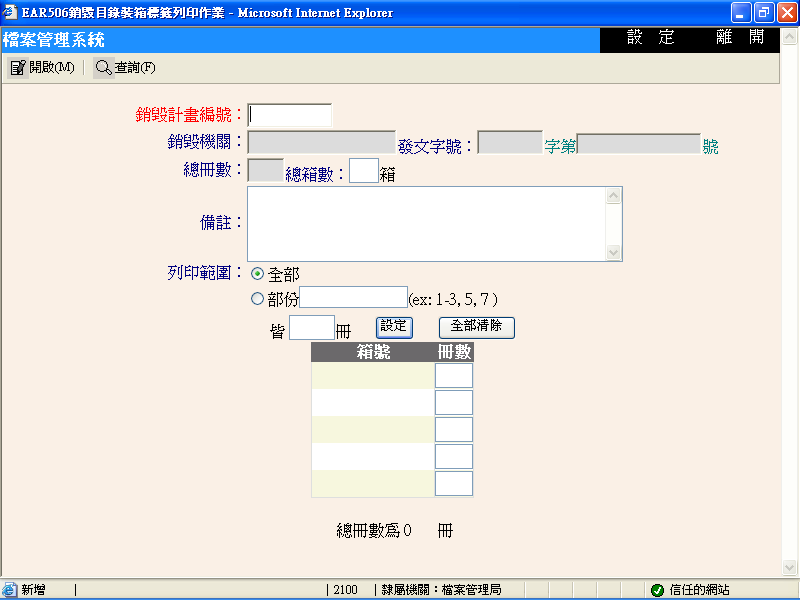 EAR506銷毀目錄裝箱標籤列印作業 - Microsoft Internet Explorer
檔案管理系統 設 定 離 開
開啟(M) 查詢(F)
銷毀計畫編號：
銷毀機關： 發文字號： 字第 號
總冊數： 總箱數： 箱
備註：
列印範圍： 全部
部份 (ex: 1-3, 5, 7 )
皆 冊 設定 全部清除
箱號 冊數
總冊數為 0 冊
新增 2100 隸屬機關：檔案管理局 信任的網站